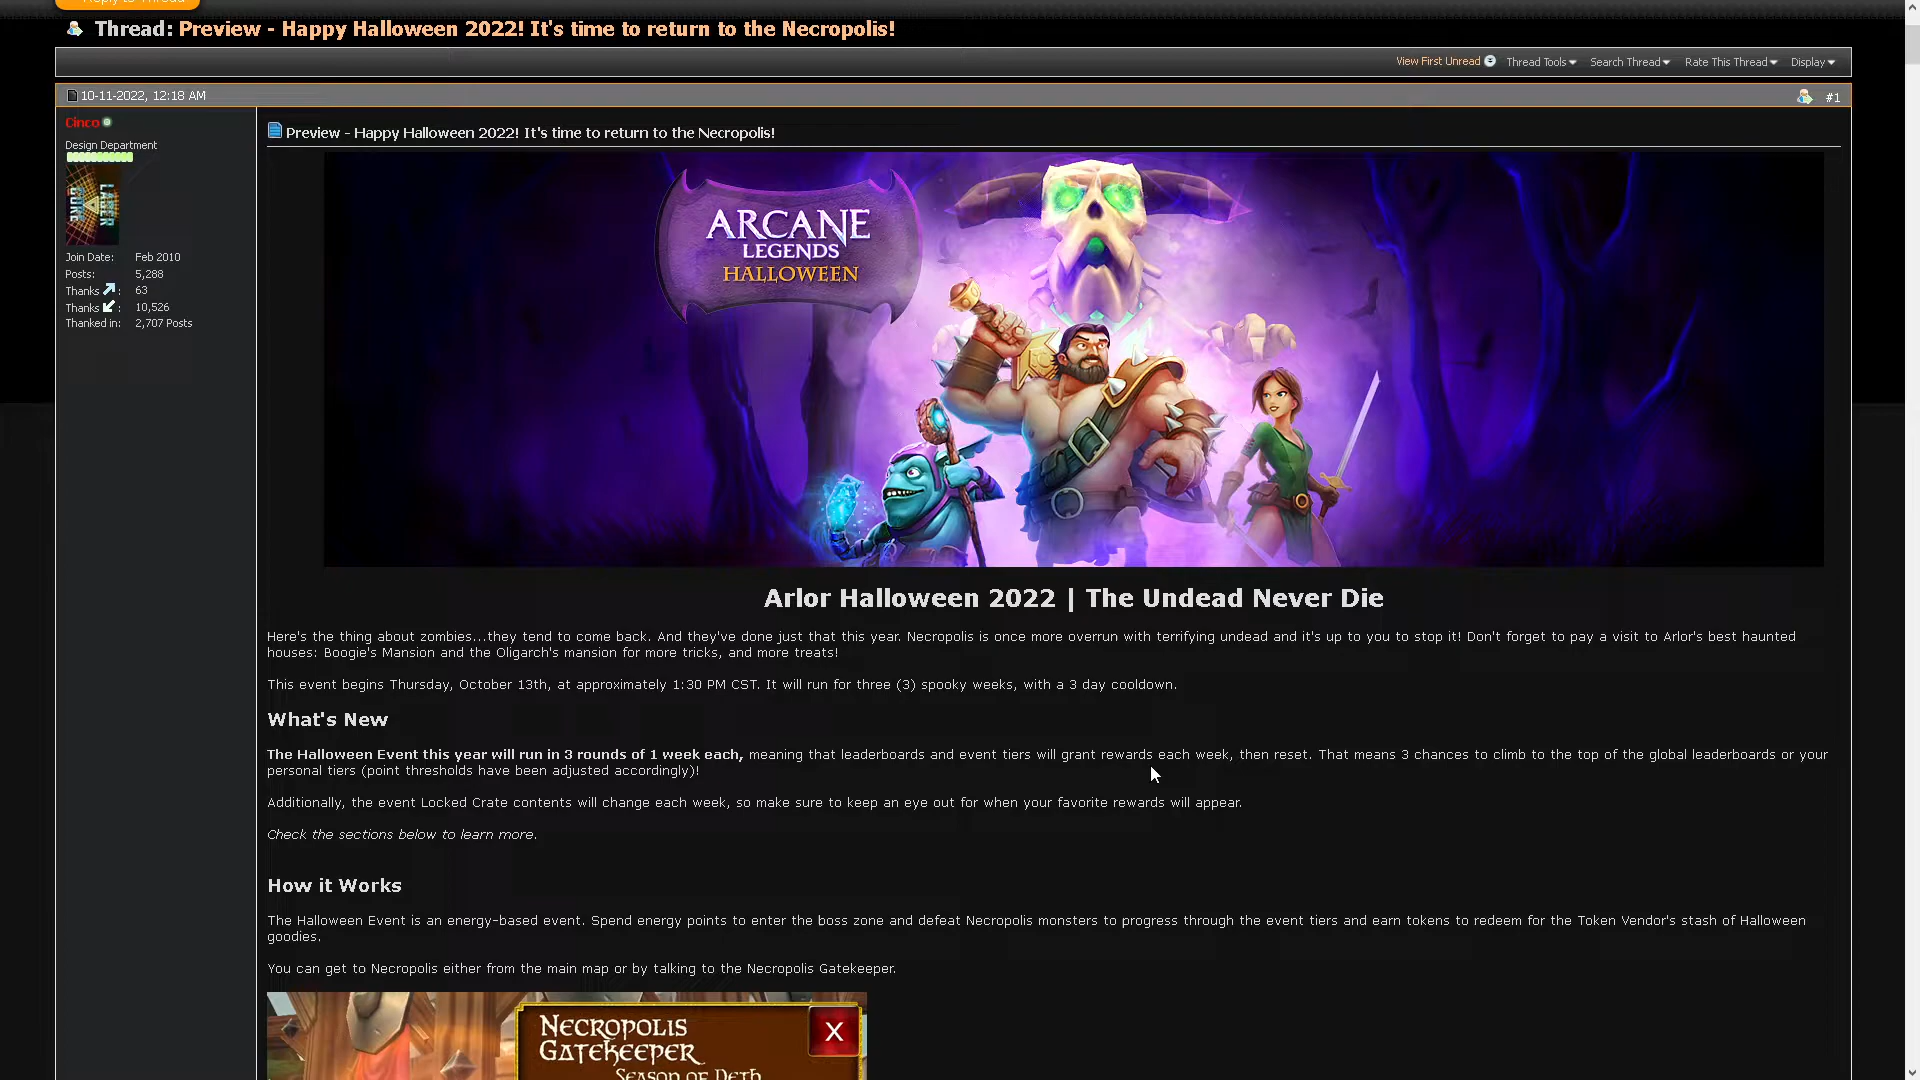 Reply to Thread
Thread: Preview - Happy Halloween 2022! It's time to return to the Necropolis!
View First Unread Thread Tools Search Thread Rate This Thread Display
10-11-2022, 12:18 AM #1
Cinco
Design Department
Join Date: Feb 2010
Posts: 5,288
Thanks : 63
Thanks : 10,526
Thanked in: 2,707 Posts
Preview - Happy Halloween 2022! It's time to return to the Necropolis!
ARCANE
LEGENDS
HALLOWEEN
Arlor Halloween 2022 | The Undead Never Die
Here's the thing about zombies...they tend to come back. And they've done just that this year. Necropolis is once more overrun with terrifying undead and it's up to you to stop it! Don't forget to pay a visit to Arlor's best haunted
houses: Boogie's Mansion and the Oligarch's mansion for more tricks, and more treats!
This event begins Thursday, October 13th, at approximately 1:30 PM CST. It will run for three (3) spooky weeks, with a 3 day cooldown.
What's New
The Halloween Event this year will run in 3 rounds of 1 week each, meaning that leaderboards and event tiers will grant rewards each week, then reset. That means 3 chances to climb to the top of the global leaderboards or your
personal tiers (point thresholds have been adjusted accordingly)!
Additionally, the event Locked Crate contents will change each week, so make sure to keep an eye out for when your favorite rewards will appear.
Check the sections below to learn more.
How it Works
The Halloween Event is an energy-based event. Spend energy points to enter the boss zone and defeat Necropolis monsters to progress through the event tiers and earn tokens to redeem for the Token Vendor's stash of Halloween
goodies.
You can get to Necropolis either from the main map or by talking to the Necropolis Gatekeeper.
NECROPOLIS
GATEKEEPER
SEASON OF DETH
X